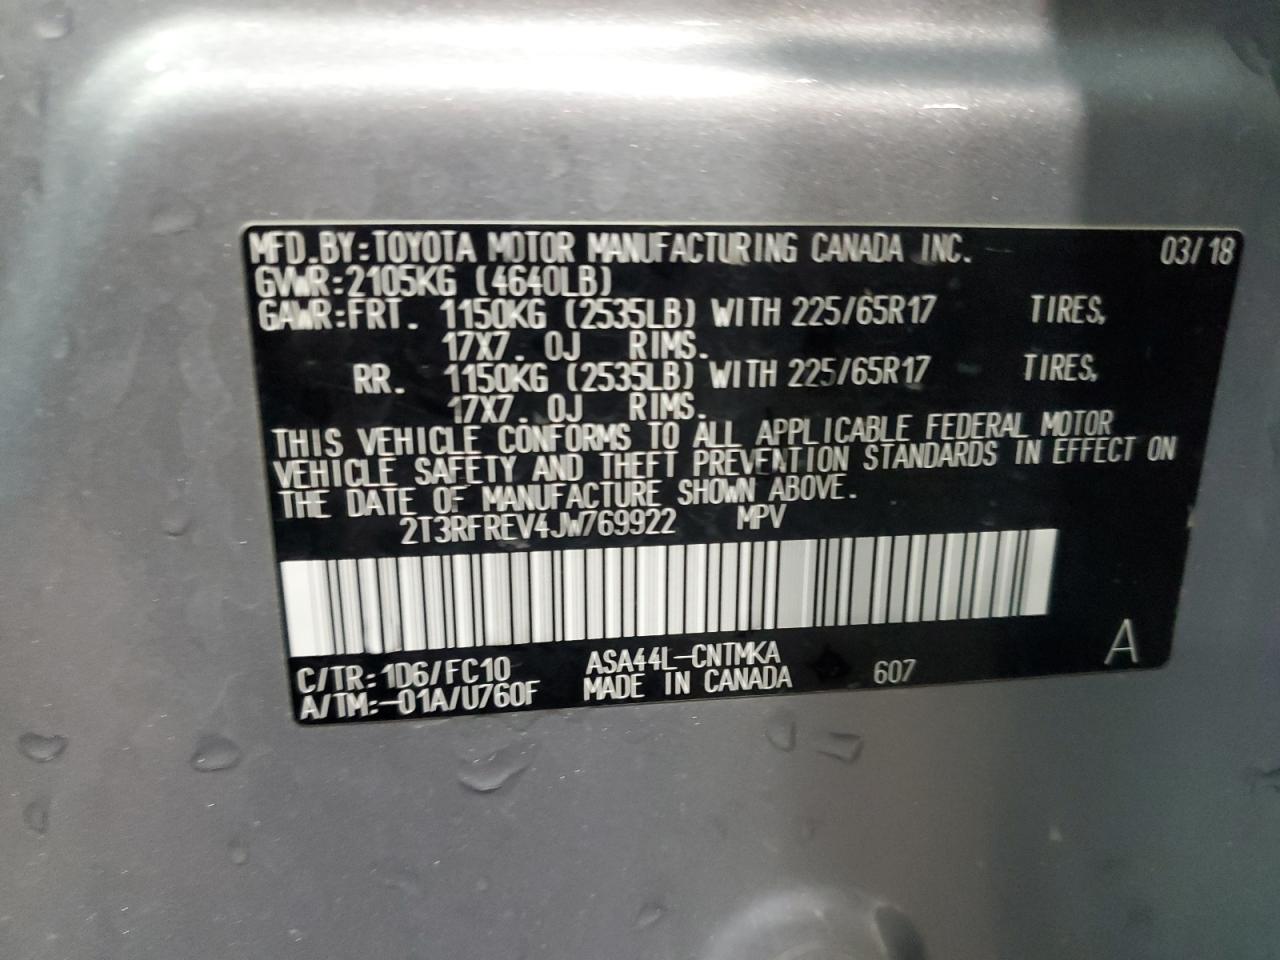 MFD.BY:TOYOTA MOTOR MANUFACTURING CANADA INC. 03/18
GVWR:2105KG (4640LB)
GAWR:FRT. 1150KG (2535LB) WITH 225/65R17 TIRES,
17X7.0J RIMS.
RR. 1150KG (2535LB) WITH 225/65R17 TIRES,
17X7.0J RIMS.
THIS VEHICLE CONFORMS TO ALL APPLICABLE FEDERAL MOTOR
VEHICLE SAFETY AND THEFT PREVENTION STANDARDS IN EFFECT ON
THE DATE OF MANUFACTURE SHOWN ABOVE.
2T3RFREV4JW769922 MPV
C/TR:1D6/FC10 ASA44L-CNTMKA A
A/TM:-01A/U760F MADE IN CANADA 607